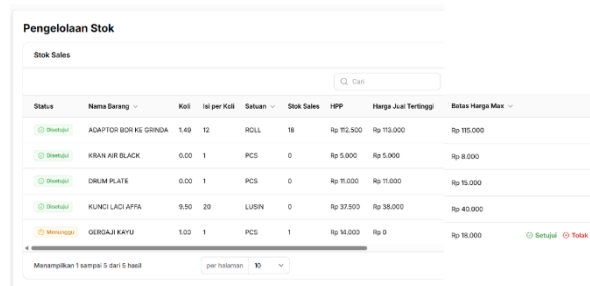 Pengelolaan Stok
Stok Sales
Cari
Status Nama Barang Koli Isi per Koli Satuan Stok Sales HPP Harga Jual Tertinggi Batas Harga Max
Disetujui ADAPTOR BOR KE GRINDA 1.49 12 ROLL 18 Rp 112.500 Rp 113.000 Rp 115.000
Disetujui KRAN AIR BLACK 0.00 1 PCS 0 Rp 5.000 Rp 5.000 Rp 8.000
Disetujui DRUM PLATE 0.00 1 PCS 0 Rp 11.000 Rp 11.000 Rp 15.000
Disetujui KUNCI LACI AFFA 9.50 20 LUSIN 0 Rp 37.500 Rp 38.000 Rp 40.000
Menunggu GERGAJI KAYU 1.00 1 PCS 1 Rp 14.000 Rp 0 Rp 18.000 Setujui Tolak
Manampilkan 1 sampai 5 dari 5 hasil per halaman 10